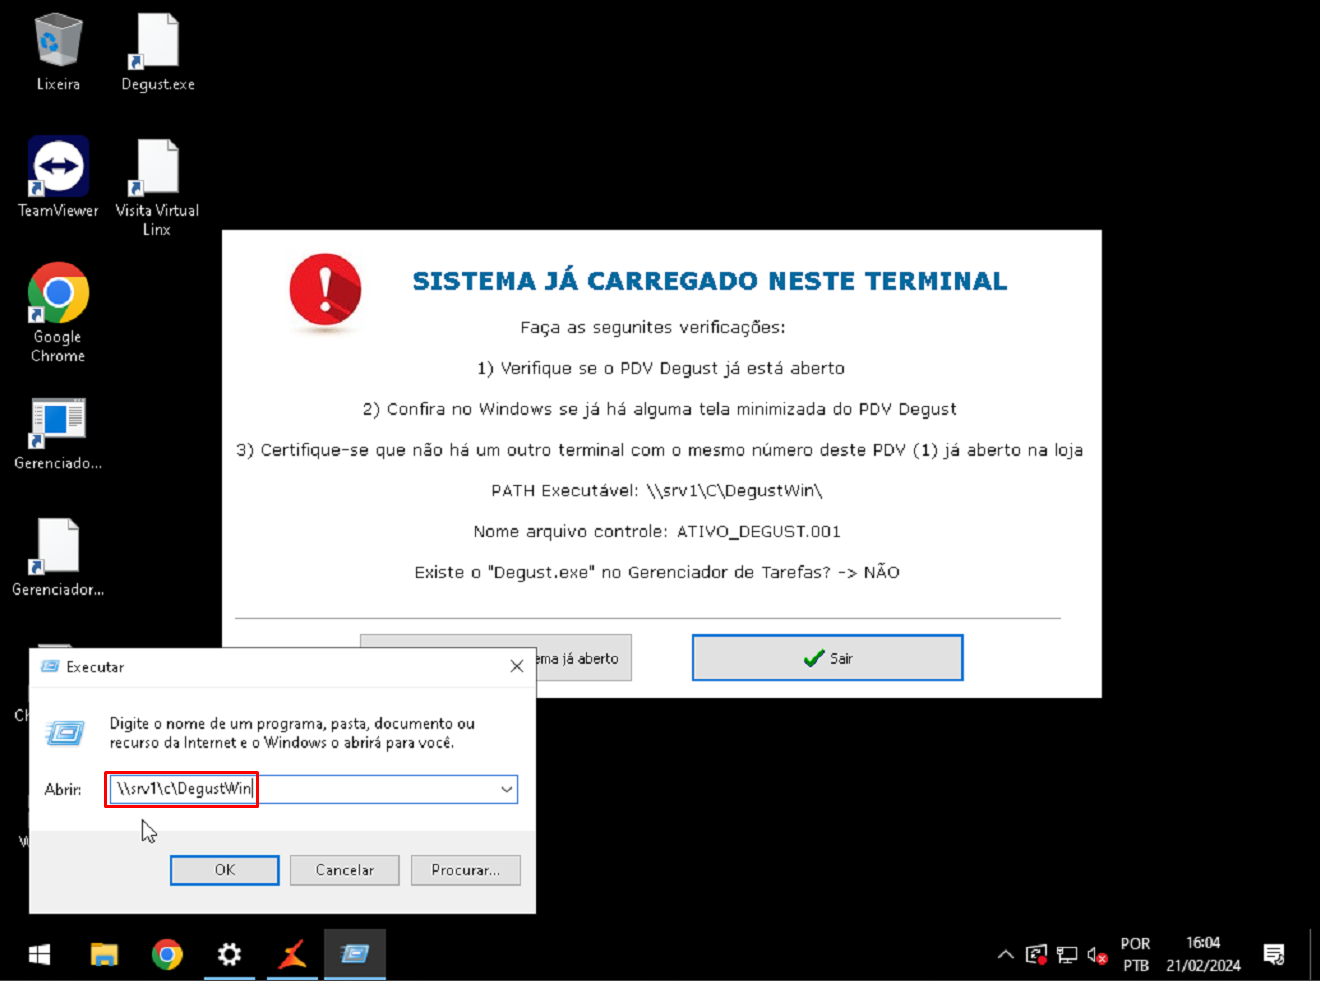 Lixeira
Degust.exe
TeamViewer
Visita Virtual
Linx
Google
Chrome
Gerenciado...
Gerenciador...
SISTEMA JÁ CARREGADO NESTE TERMINAL
Faça as segunites verificações:
1) Verifique se o PDV Degust já está aberto
2) Confira no Windows se já há alguma tela minimizada do PDV Degust
3) Certifique-se que não há um outro terminal com o mesmo número deste PDV (1) já aberto na loja
PATH Executável: \\srv1\C\DegustWin\
Nome arquivo controle: ATIVO_DEGUST.001
Existe o "Degust.exe" no Gerenciador de Tarefas? -> NÃO
já aberto
Sair
Executar
Digite o nome de um programa, pasta, documento ou
recurso da Internet e o Windows o abrirá para você.
Abrir:
\\srv1\c\DegustWin
OK
Cancelar
Procurar...
POR
PTB
16:04
21/02/2024